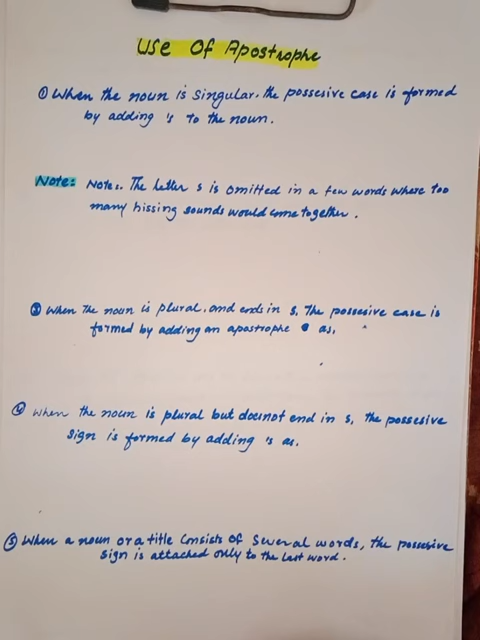 Use Of Apostrophe
① When the noun is singular, the possesive case is formed
by adding 's to the noun.
Note: Note:. The letter s is omitted in a few words where too
many hissing sounds would come together.
③ When the noun is plural, and ends in s, the possesive case is
formed by adding an apostrophe as,
④ When the noun is plural but doesnot end in s, the possesive
sign is formed by adding 's as.
⑤ When a noun or a title consists of several words, the possesive
sign is attached only to the last word.